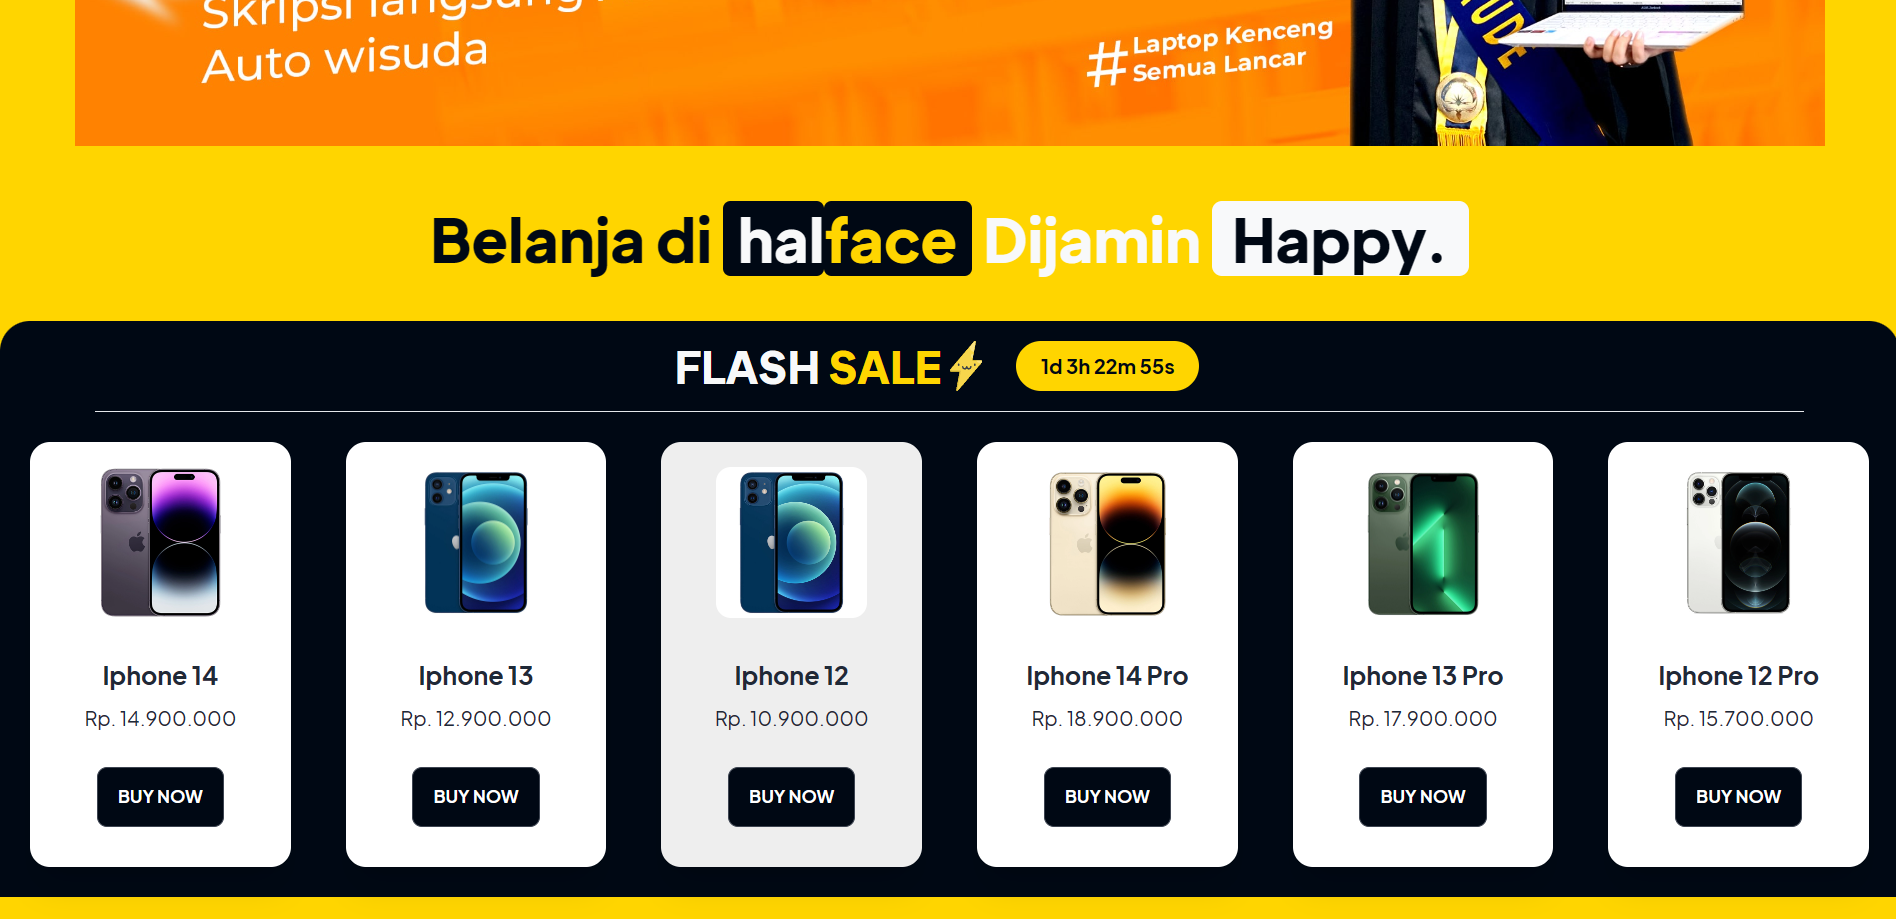 Skripsi langsung
Auto wisuda
#Laptop Kenceng
Semua Lancar
UDE
Belanja di halface Dijamin Happy.
FLASH SALE 1d 3h 22m 55s
Iphone 14
Rp. 14.900.000
BUY NOW
Iphone 13
Rp. 12.900.000
BUY NOW
Iphone 12
Rp. 10.900.000
BUY NOW
Iphone 14 Pro
Rp. 18.900.000
BUY NOW
Iphone 13 Pro
Rp. 17.900.000
BUY NOW
Iphone 12 Pro
Rp. 15.700.000
BUY NOW